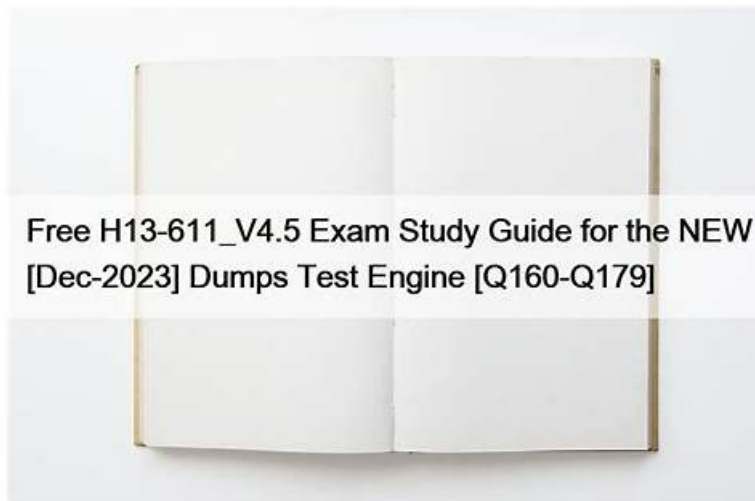 Free H13-611_V4.5 Exam Study Guide for the NEW
[Dec-2023] Dumps Test Engine [Q160-Q179]